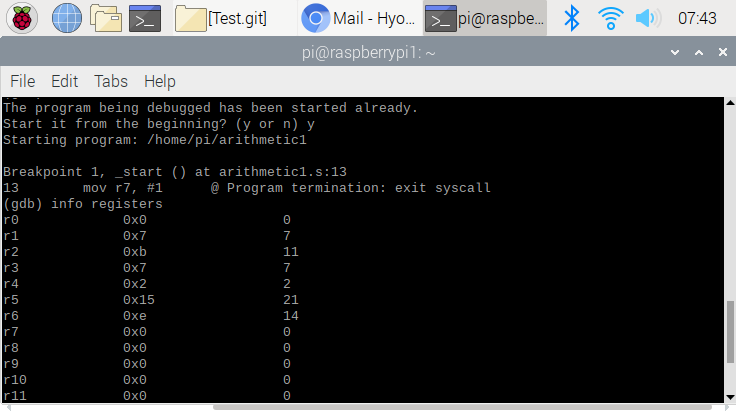 [Test.git] Mail - Hyo... pi@raspbe... 07:43
pi@raspberrypi1: ~
File Edit Tabs Help
The program being debugged has been started already.
Start it from the beginning? (y or n) y
Starting program: /home/pi/arithmetic1
Breakpoint 1, _start () at arithmetic1.s:13
13 mov r7, #1 @ Program termination: exit syscall
(gdb) info registers
r0 0x0 0
r1 0x7 7
r2 0xb 11
r3 0x7 7
r4 0x2 2
r5 0x15 21
r6 0xe 14
r7 0x0 0
r8 0x0 0
r9 0x0 0
r10 0x0 0
r11 0x0 0